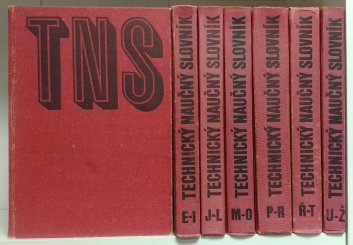 TNS
TECHNICKÝ NAUČNÝ SLOVNÍK
E-I
TECHNICKÝ NAUČNÝ SLOVNÍK
J-L
TECHNICKÝ NAUČNÝ SLOVNÍK
M-O
TECHNICKÝ NAUČNÝ SLOVNÍK
P-R
TECHNICKÝ NAUČNÝ SLOVNÍK
Ř-T
TECHNICKÝ NAUČNÝ SLOVNÍK
U-Ž